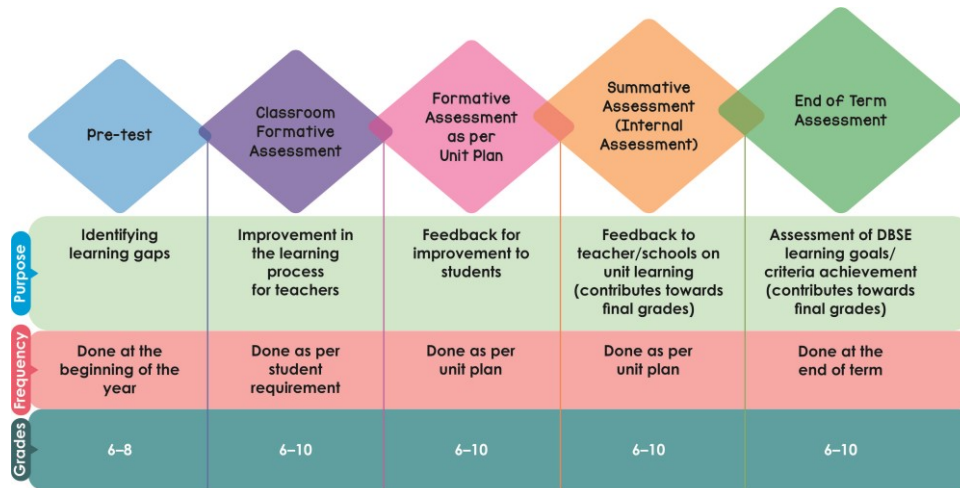 Pre-test
Classroom
Formative
Assessment
Formative
Assessment
as per
Unit Plan
Summative
Assessment
(Internal
Assessment)
End of Term
Assessment
Purpose
Identifying
learning gaps
Improvement in
the learning
process
for teachers
Feedback for
improvement to
students
Feedback to
teacher/schools on
unit learning
(contributes towards
final grades)
Assessment of DBSE
learning goals/
criteria achievement
(contributes towards
final grades)
Frequency
Done at the
beginning of the
year
Done as per
student
requirement
Done as per
unit plan
Done as per
unit plan
Done at the
end of term
Grades
6–8
6–10
6–10
6–10
6–10